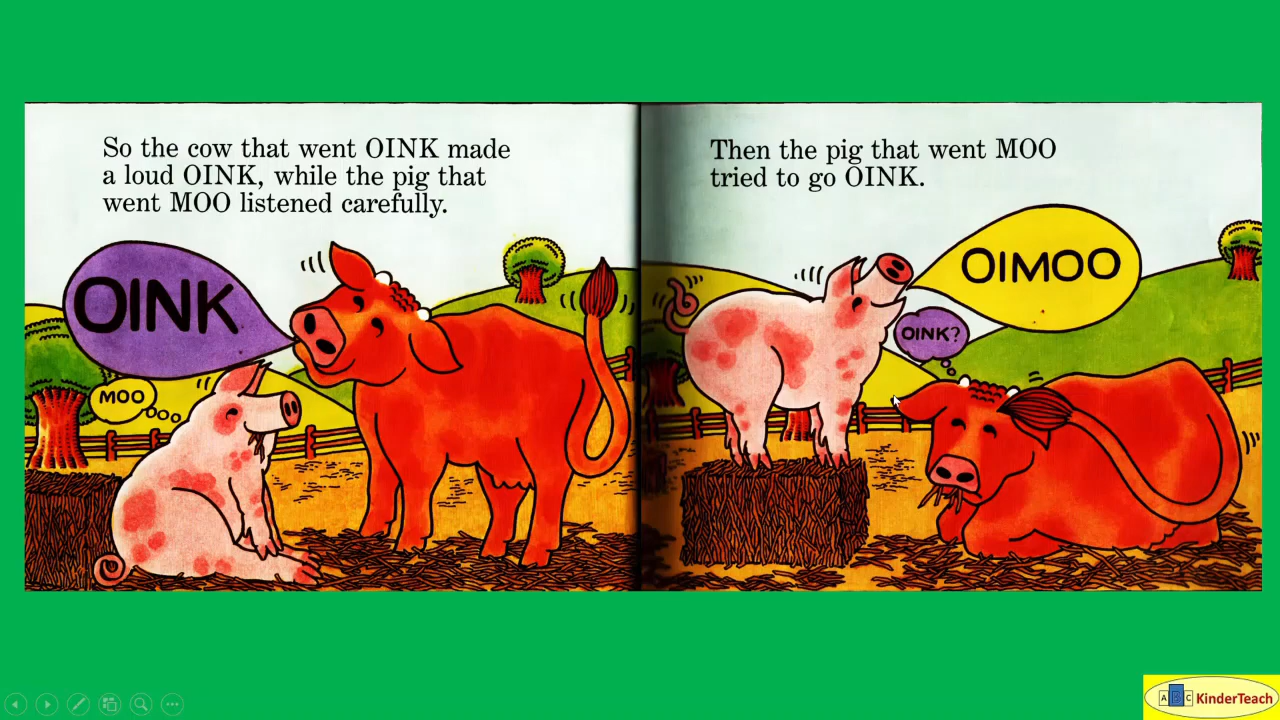 So the cow that went OINK made
a loud OINK, while the pig that
went MOO listened carefully.
OINK
MOO
Then the pig that went MOO
tried to go OINK.
OIMOO
OINK?
ABC KinderTeach